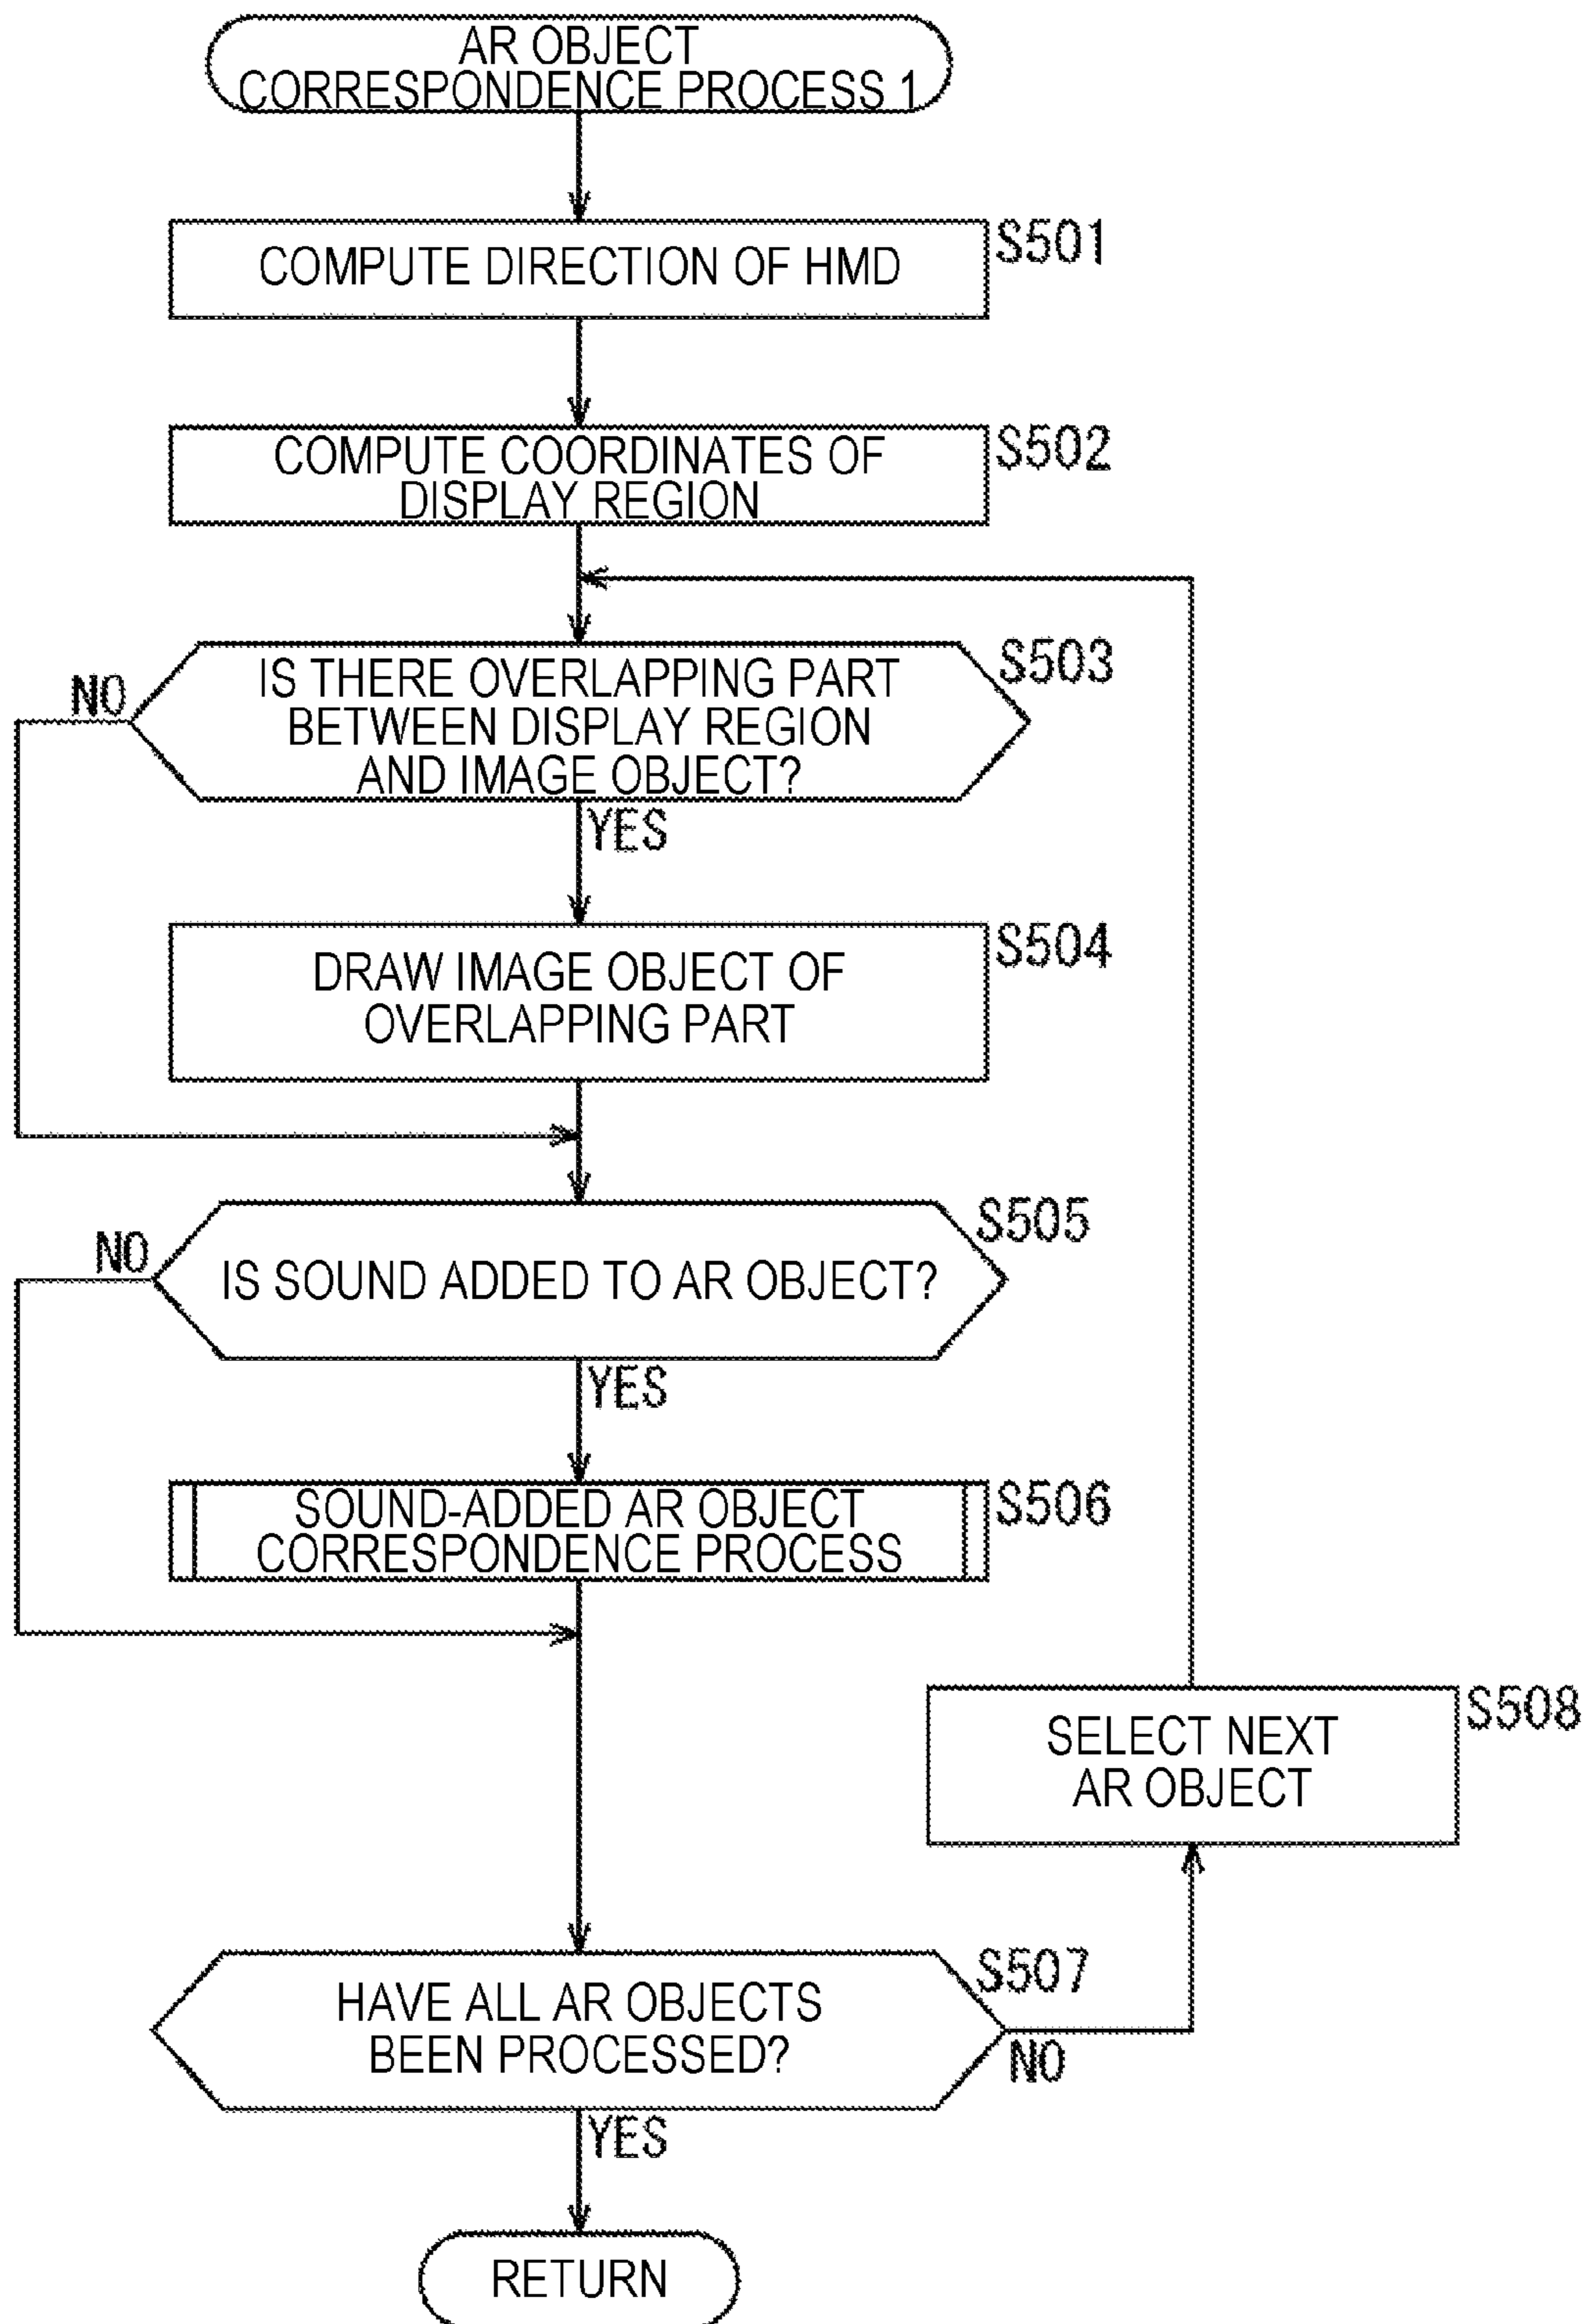 AR OBJECT
CORRESPONDENCE PROCESS 1
COMPUTE DIRECTION OF HMD
S501
COMPUTE COORDINATES OF
DISPLAY REGION
S502
IS THERE OVERLAPPING PART
BETWEEN DISPLAY REGION
AND IMAGE OBJECT?
S503
NO
YES
DRAW IMAGE OBJECT OF
OVERLAPPING PART
S504
IS SOUND ADDED TO AR OBJECT?
S505
NO
YES
SOUND-ADDED AR OBJECT
CORRESPONDENCE PROCESS
S506
SELECT NEXT
AR OBJECT
S508
HAVE ALL AR OBJECTS
BEEN PROCESSED?
S507
NO
YES
RETURN